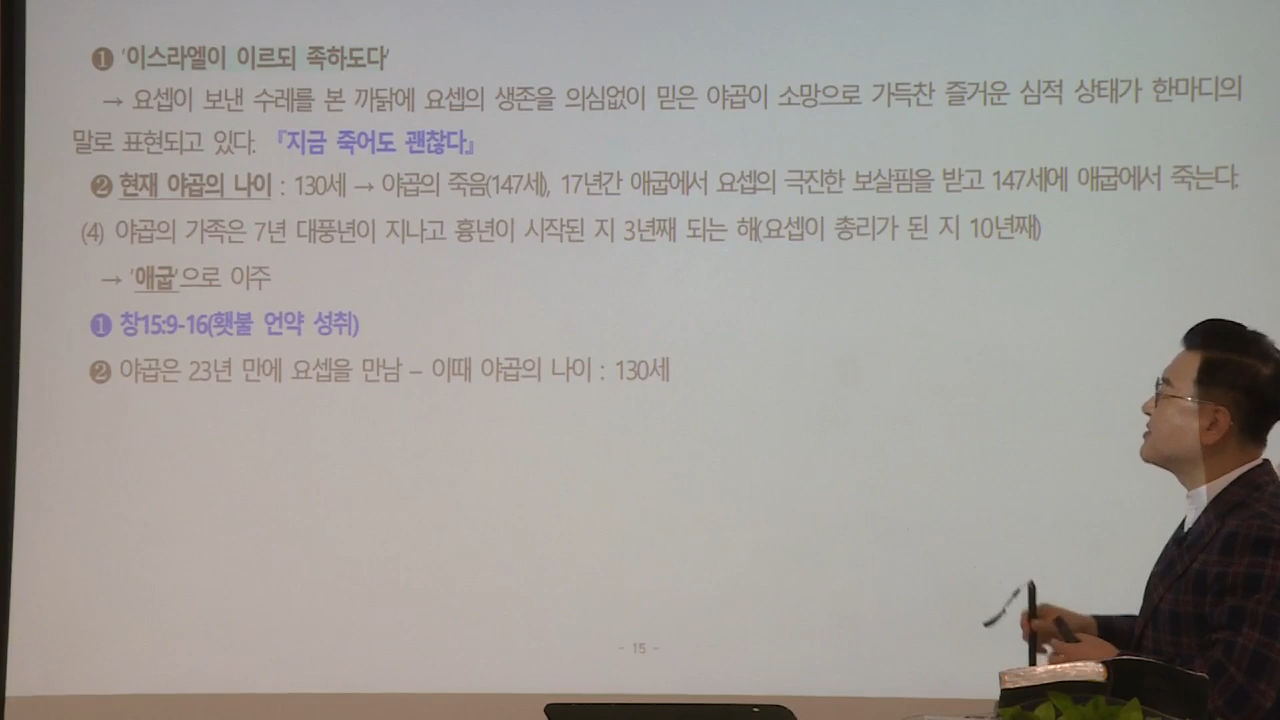 ❶ '이스라엘이 이르되 족하도다'
→ 요셉이 보낸 수레를 본 까닭에 요셉의 생존을 의심없이 믿은 야곱이 소망으로 가득찬 즐거운 심적 상태가 한마디의
말로 표현되고 있다. 『지금 죽어도 괜찮다』
❷ 현재 야곱의 나이 : 130세 → 야곱의 죽음(147세), 17년간 애굽에서 요셉의 극진한 보살핌을 받고 147세에 애굽에서 죽는다.
(4) 야곱의 가족은 7년 대풍년이 지나고 흉년이 시작된 지 3년째 되는 해(요셉이 총리가 된 지 10년째)
→ '애굽'으로 이주
❶ 창15:9-16(횃불 언약 성취)
❷ 야곱은 23년 만에 요셉을 만남 – 이때 야곱의 나이 : 130세
- 15 -